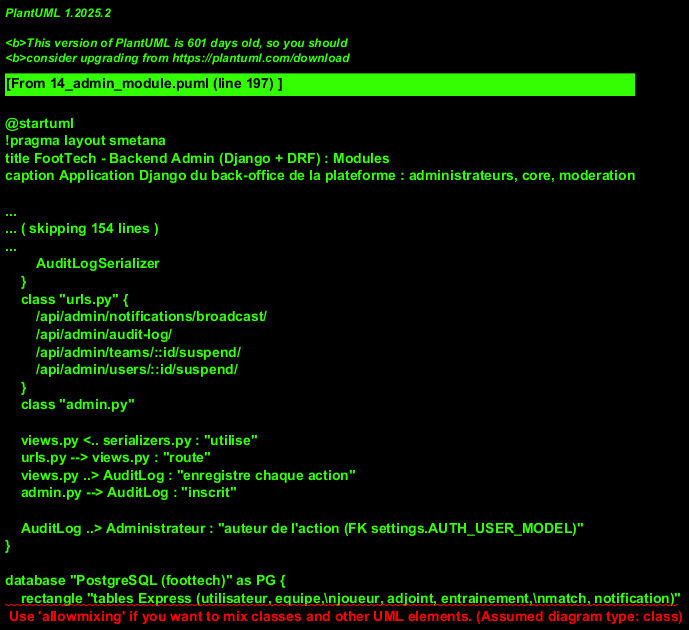 PlantUML 1.2025.2
<b>This version of PlantUML is 601 days old, so you should
<b>consider upgrading from https://plantuml.com/download
[From 14_admin_module.puml (line 197) ]
@startuml
!pragma layout smetana
title FootTech - Backend Admin (Django + DRF) : Modules
caption Application Django du back-office de la plateforme : administrateurs, core, moderation
...
... ( skipping 154 lines )
...
AuditLogSerializer
}
class "urls.py" {
/api/admin/notifications/broadcast/
/api/admin/audit-log/
/api/admin/teams/::id/suspend/
/api/admin/users/::id/suspend/
}
class "admin.py"
views.py <.. serializers.py : "utilise"
urls.py --> views.py : "route"
views.py ..> AuditLog : "enregistre chaque action"
admin.py --> AuditLog : "inscrit"
AuditLog ..> Administrateur : "auteur de l'action (FK settings.AUTH_USER_MODEL)"
}
database "PostgreSQL (foottech)" as PG {
rectangle "tables Express (utilisateur, equipe,\njoueur, adjoint, entrainement,\nmatch, notification)"
Use 'allowmixing' if you want to mix classes and other UML elements. (Assumed diagram type: class)